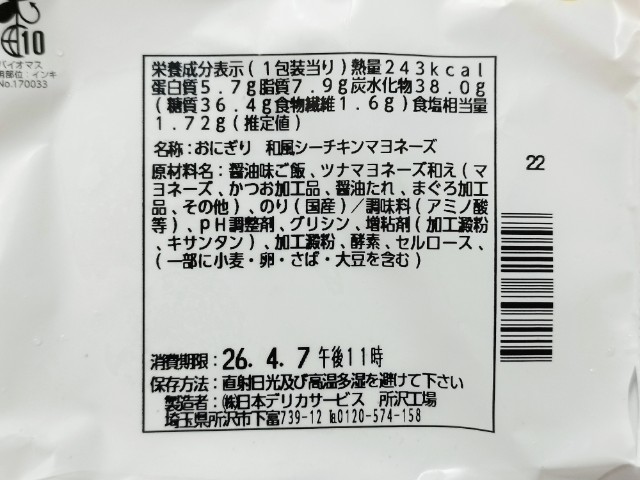 10
バイオマス
用部位：インキ
No.170033
栄養成分表示(1包装当り)熱量243kcal
蛋白質5.7g脂質7.9g炭水化物38.0g
(糖質36.4g食物繊維1.6g)食塩相当量
1.72g(推定値)
名称：おにぎり 和風シーチキンマヨネーズ
原材料名：醤油味ご飯、ツナマヨネーズ和え(マ
ヨネーズ、かつお加工品、醤油たれ、まぐろ加工
品、その他)、のり(国産)／調味料(アミノ酸
等)、pH調整剤、グリシン、増粘剤(加工澱粉
、キサンタン)、加工澱粉、酵素、セルロース、
(一部に小麦・卵・さば・大豆を含む)
22
消費期限：26.4.7午後11時
保存方法：直射日光及び高温多湿を避けて下さい
製造者：㈱日本デリカサービス 所沢工場
埼玉県所沢市下富739-12 ℡0120-574-158